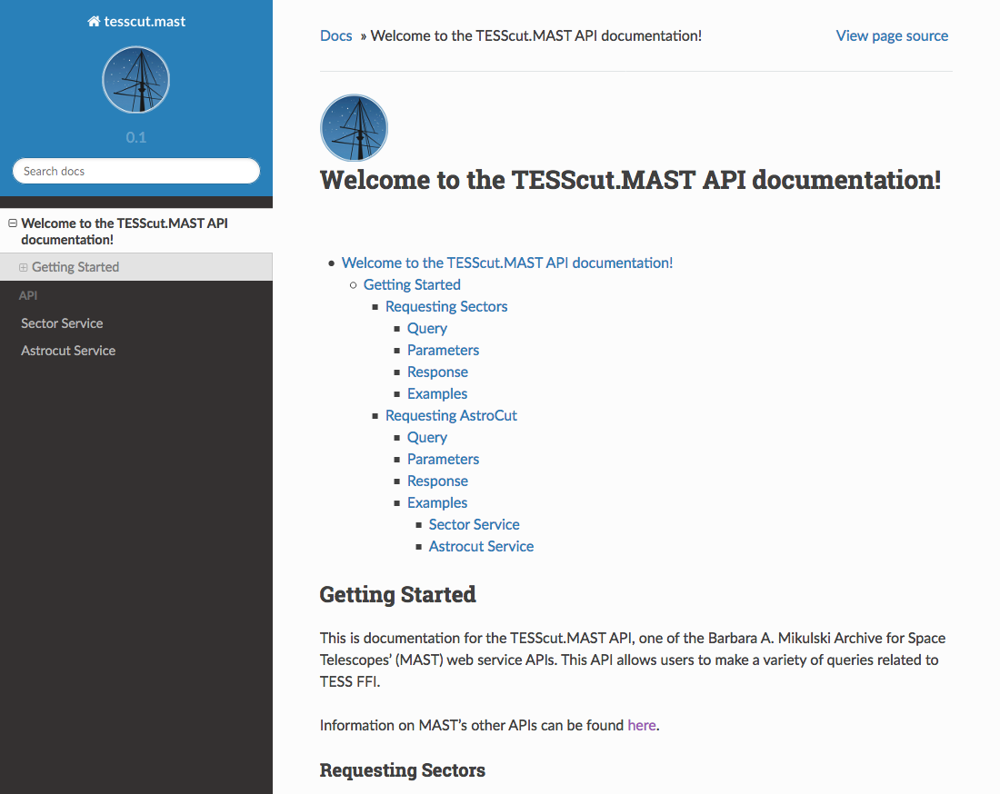 tesscut.mast
0.1
Search docs
Welcome to the TESScut.MAST API
documentation!
Getting Started
API
Sector Service
Astrocut Service
Docs » Welcome to the TESScut.MAST API documentation!
View page source
Welcome to the TESScut.MAST API documentation!
Welcome to the TESScut.MAST API documentation!
Getting Started
Requesting Sectors
Query
Parameters
Response
Examples
Requesting AstroCut
Query
Parameters
Response
Examples
Sector Service
Astrocut Service
Getting Started
This is documentation for the TESScut.MAST API, one of the Barbara A. Mikulski Archive for Space
Telescopes’ (MAST) web service APIs. This API allows users to make a variety of queries related to
TESS FFI.
Information on MAST’s other APIs can be found here.
Requesting Sectors